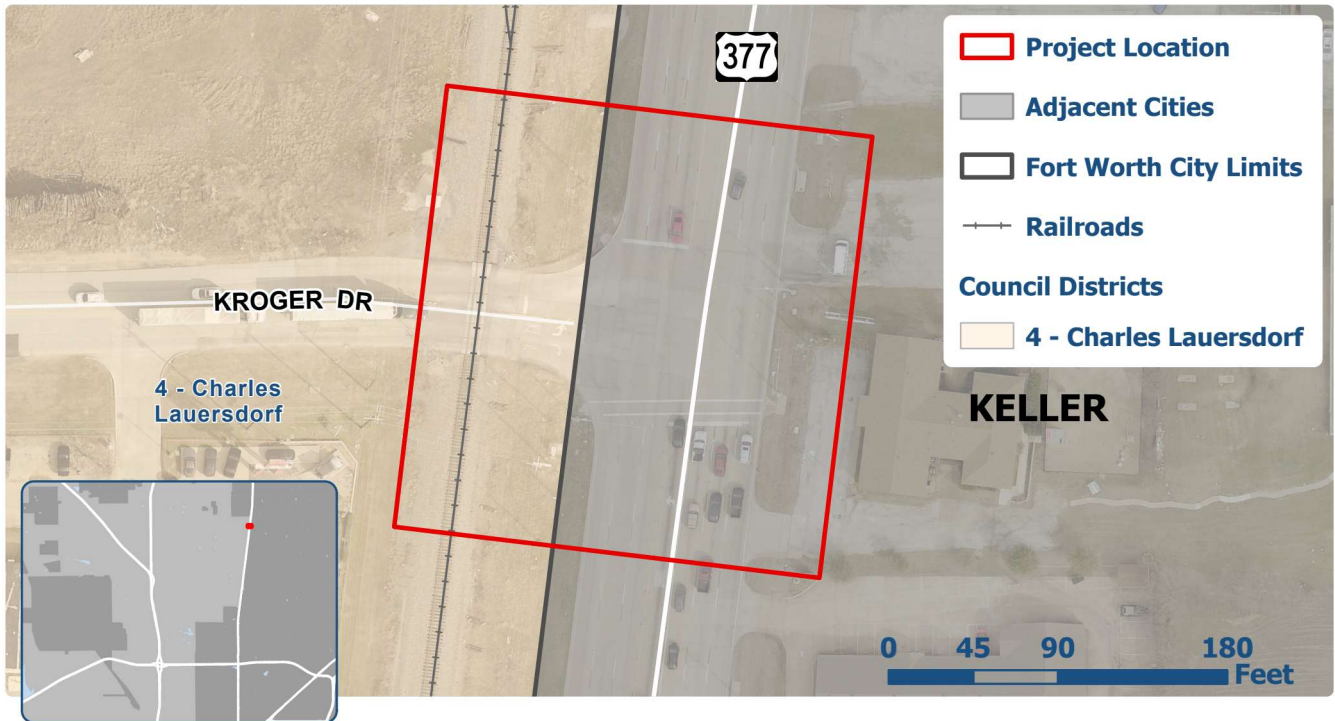 377
Project Location
Adjacent Cities
Fort Worth City Limits
Railroads
Council Districts
4 - Charles Lauersdorf
KROGER DR
4 - Charles
Lauersdorf
KELLER
0 45 90 180
Feet